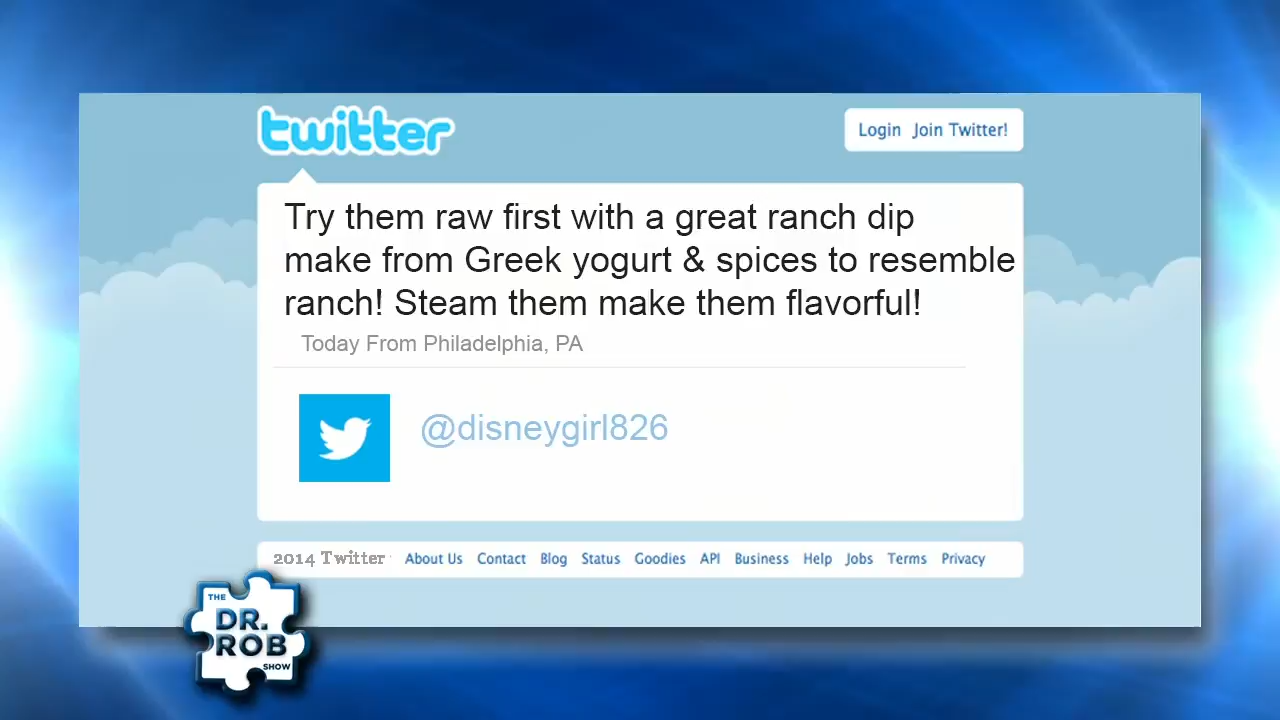 twitter
Login Join Twitter!
Try them raw first with a great ranch dip
make from Greek yogurt & spices to resemble
ranch! Steam them make them flavorful!
Today From Philadelphia, PA
@disneygirl826
2014 Twitter About Us Contact Blog Status Goodies API Business Help Jobs Terms Privacy
THE
DR.
ROB
SHOW